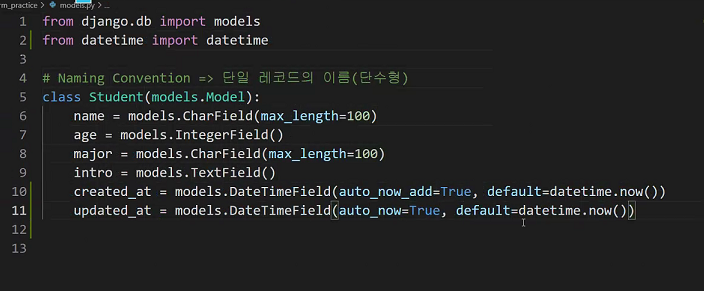 rm_practice > models.py > ...
1 from django.db import models
2 from datetime import datetime
3
4 # Naming Convention => 단일 레코드의 이름(단수형)
5 class Student(models.Model):
6     name = models.CharField(max_length=100)
7     age = models.IntegerField()
8     major = models.CharField(max_length=100)
9     intro = models.TextField()
10     created_at = models.DateTimeField(auto_now_add=True, default=datetime.now())
11     updated_at = models.DateTimeField(auto_now=True, default=datetime.now())
12
13